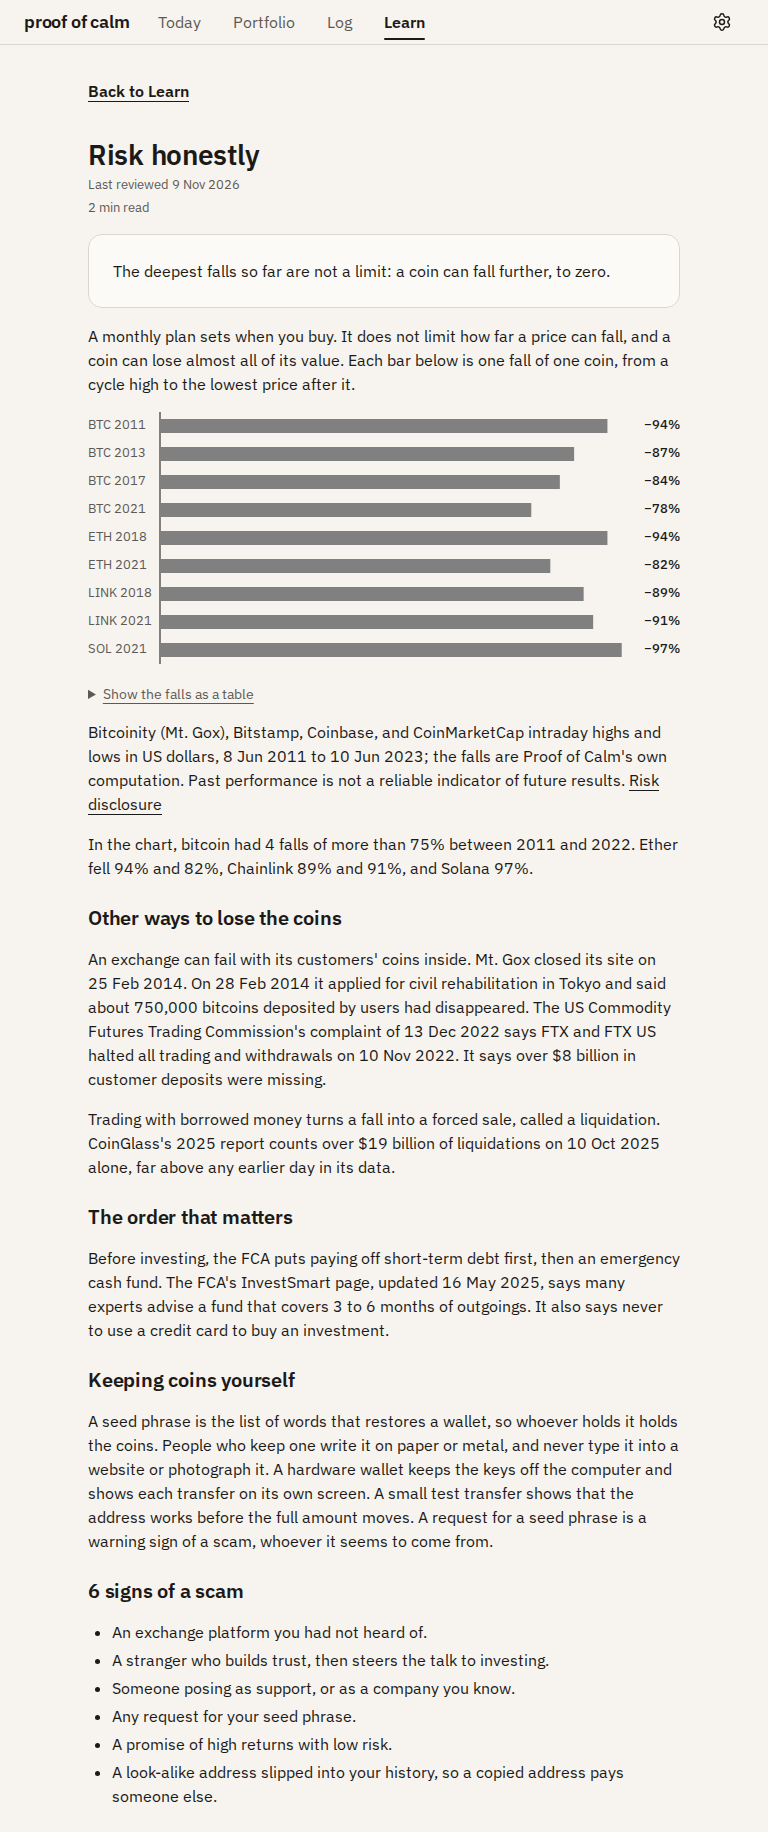 proof of calm Today Portfolio Log Learn
Back to Learn
Risk honestly
Last reviewed 9 Nov 2026
2 min read
The deepest falls so far are not a limit: a coin can fall further, to zero.
A monthly plan sets when you buy. It does not limit how far a price can fall, and a
coin can lose almost all of its value. Each bar below is one fall of one coin, from a
cycle high to the lowest price after it.
BTC 2011 −94%
BTC 2013 −87%
BTC 2017 −84%
BTC 2021 −78%
ETH 2018 −94%
ETH 2021 −82%
LINK 2018 −89%
LINK 2021 −91%
SOL 2021 −97%
Show the falls as a table
Bitcoinity (Mt. Gox), Bitstamp, Coinbase, and CoinMarketCap intraday highs and
lows in US dollars, 8 Jun 2011 to 10 Jun 2023; the falls are Proof of Calm's own
computation. Past performance is not a reliable indicator of future results. Risk
disclosure
In the chart, bitcoin had 4 falls of more than 75% between 2011 and 2022. Ether
fell 94% and 82%, Chainlink 89% and 91%, and Solana 97%.
Other ways to lose the coins
An exchange can fail with its customers' coins inside. Mt. Gox closed its site on
25 Feb 2014. On 28 Feb 2014 it applied for civil rehabilitation in Tokyo and said
about 750,000 bitcoins deposited by users had disappeared. The US Commodity
Futures Trading Commission's complaint of 13 Dec 2022 says FTX and FTX US
halted all trading and withdrawals on 10 Nov 2022. It says over $8 billion in
customer deposits were missing.
Trading with borrowed money turns a fall into a forced sale, called a liquidation.
CoinGlass's 2025 report counts over $19 billion of liquidations on 10 Oct 2025
alone, far above any earlier day in its data.
The order that matters
Before investing, the FCA puts paying off short-term debt first, then an emergency
cash fund. The FCA's InvestSmart page, updated 16 May 2025, says many
experts advise a fund that covers 3 to 6 months of outgoings. It also says never
to use a credit card to buy an investment.
Keeping coins yourself
A seed phrase is the list of words that restores a wallet, so whoever holds it holds
the coins. People who keep one write it on paper or metal, and never type it into a
website or photograph it. A hardware wallet keeps the keys off the computer and
shows each transfer on its own screen. A small test transfer shows that the
address works before the full amount moves. A request for a seed phrase is a
warning sign of a scam, whoever it seems to come from.
6 signs of a scam
• An exchange platform you had not heard of.
• A stranger who builds trust, then steers the talk to investing.
• Someone posing as support, or as a company you know.
• Any request for your seed phrase.
• A promise of high returns with low risk.
• A look-alike address slipped into your history, so a copied address pays
someone else.